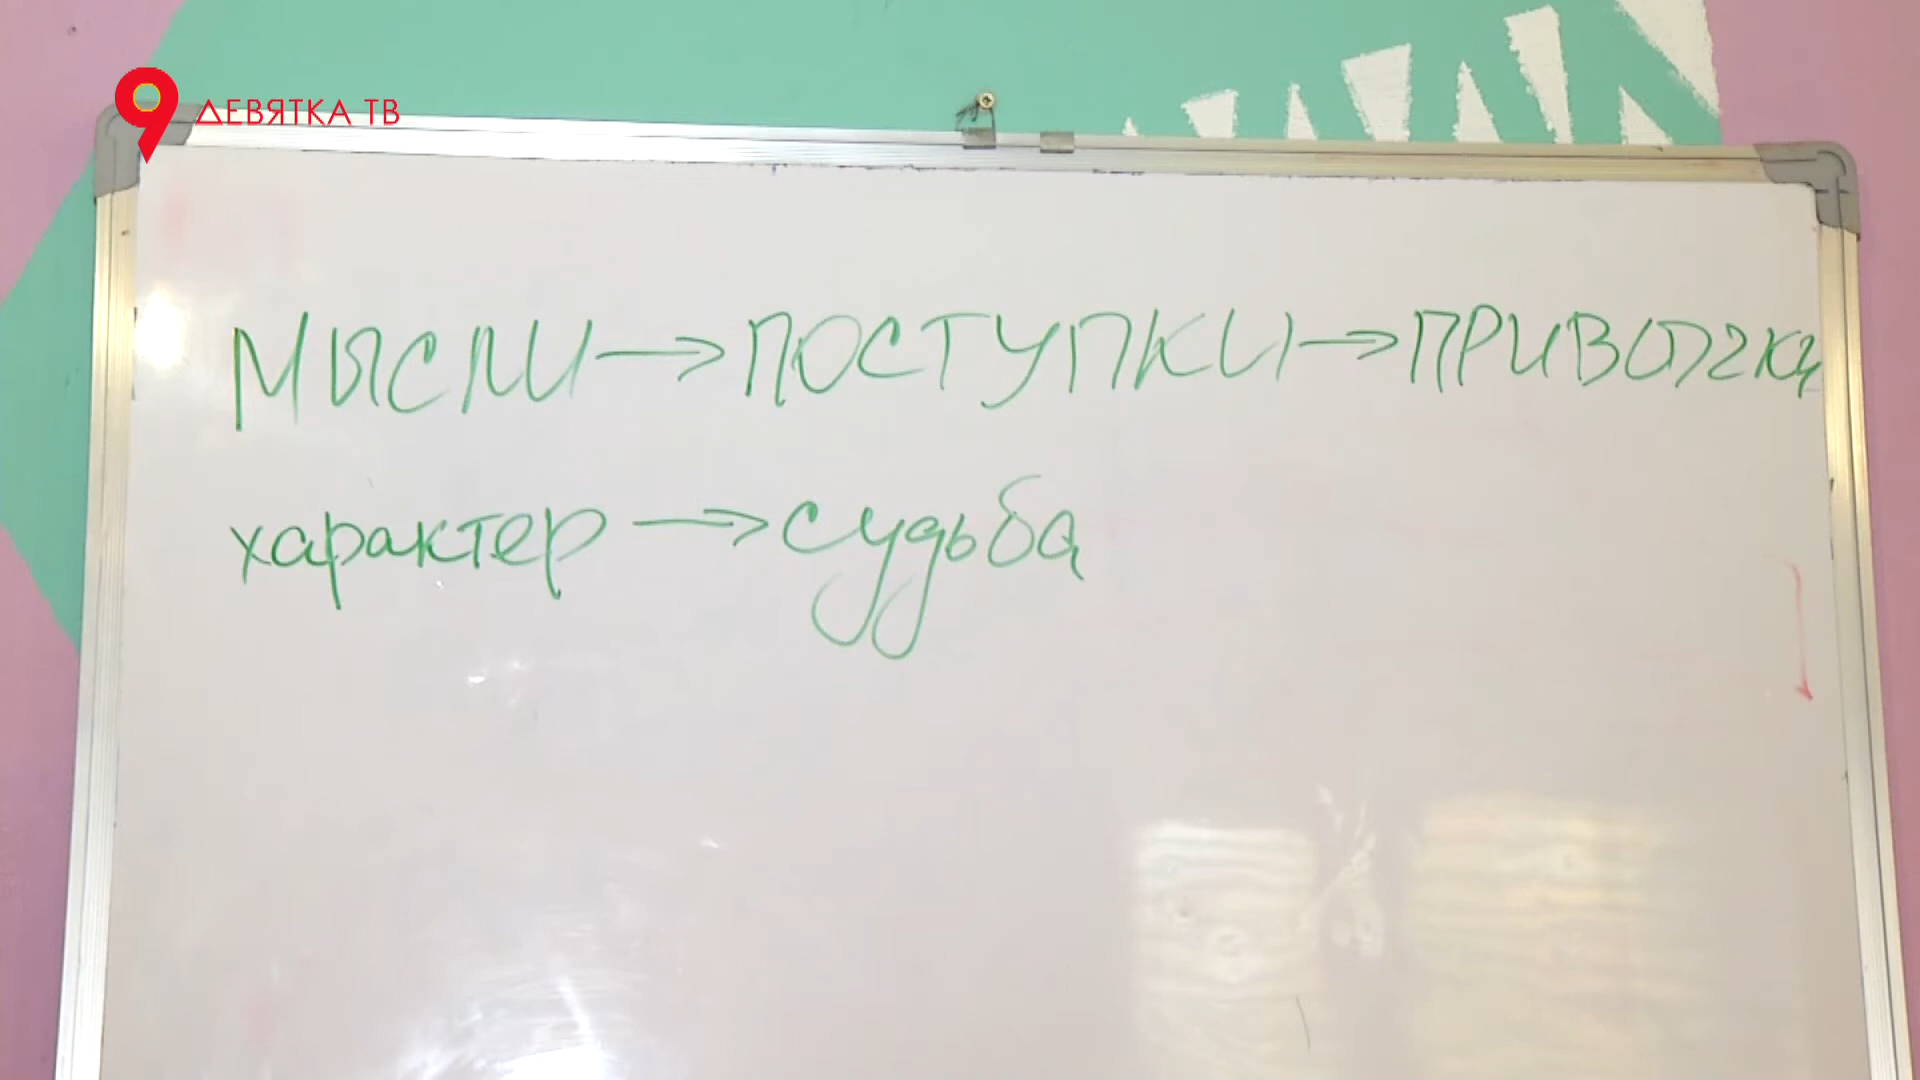 ДЕВЯТКА ТВ
МЫСЛИ → ПОСТУПКИ → ПРИВЫЧКИ
характер → судьба